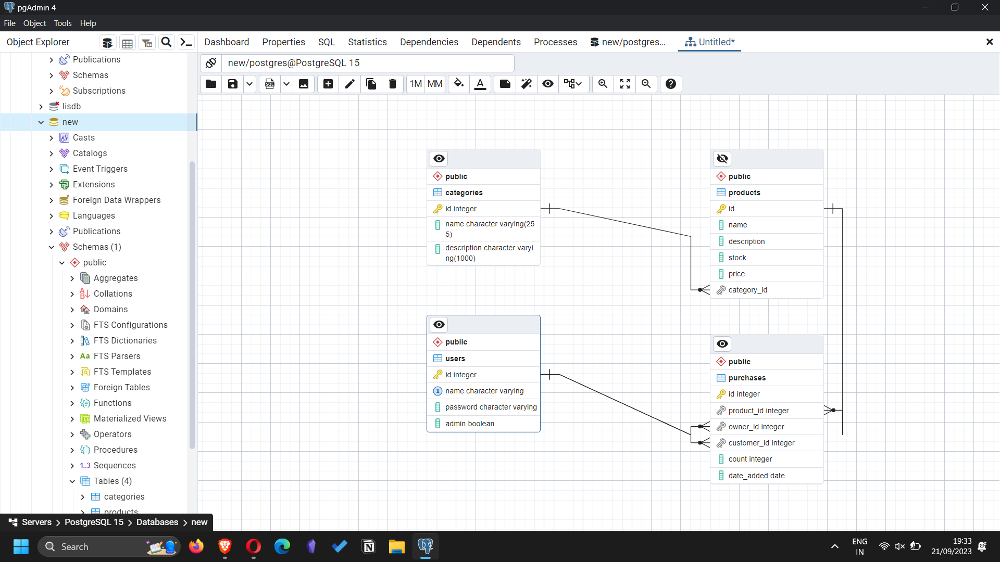 pgAdmin 4
File Object Tools Help
Object Explorer
Dashboard Properties SQL Statistics Dependencies Dependents Processes new/postgres... Untitled*
new/postgres@PostgreSQL 15
SQL 1M MM A
Publications
Schemas
Subscriptions
lisdb
new
Casts
Catalogs
Event Triggers
Extensions
Foreign Data Wrappers
Languages
Publications
Schemas (1)
public
Aggregates
Collations
Domains
FTS Configurations
FTS Dictionaries
Aa FTS Parsers
FTS Templates
Foreign Tables
Functions
Materialized Views
Operators
Procedures
1..3 Sequences
Tables (4)
categories
products
public
categories
id integer
name character varying(25
5)
description character varyi
ng(1000)
public
products
id
name
description
stock
price
category_id
public
users
id integer
1 name character varying
password character varying
admin boolean
public
purchases
id integer
product_id integer
owner_id integer
customer_id integer
count integer
date_added date
Servers > PostgreSQL 15 > Databases > new
Search
ENG
IN
19:33
21/09/2023